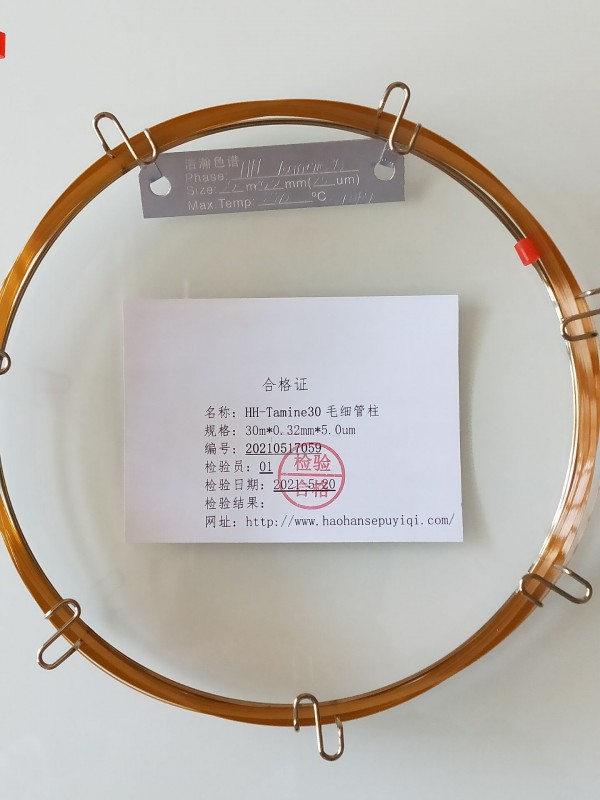 浩瀚色谱
Phase: HH
Size: m mm( um)
Max Temp: ℃
合格证
名称：HH-Tamine30 毛细管柱
规格：30m*0.32mm*5.0um
编号：20210517059
检验员：01
检验日期：2021-5-20
检验结果：
检验
合格
网址：http://www.haohansepuyiqi.com/